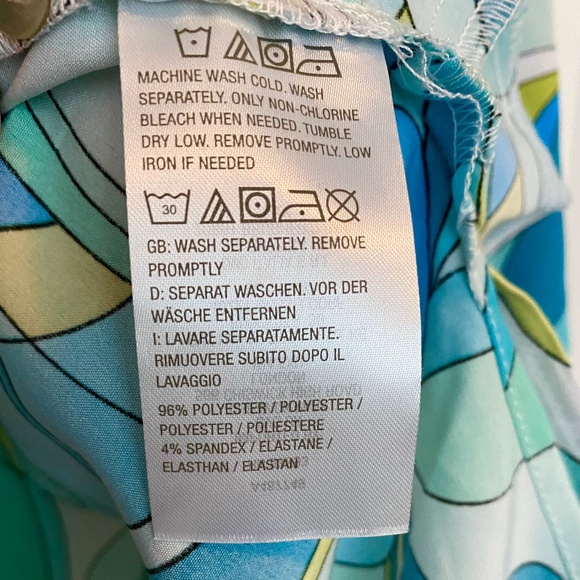 MACHINE WASH COLD. WASH
SEPARATELY. ONLY NON-CHLORINE
BLEACH WHEN NEEDED. TUMBLE
DRY LOW. REMOVE PROMPTLY. LOW
IRON IF NEEDED
30
GB: WASH SEPARATELY. REMOVE
PROMPTLY
D: SEPARAT WASCHEN. VOR DER
WÄSCHE ENTFERNEN
I: LAVARE SEPARATAMENTE.
RIMUOVERE SUBITO DOPO IL
LAVAGGIO
96% POLYESTER / POLYESTER /
POLYESTER / POLIESTERE
4% SPANDEX / ELASTANE /
ELASTHAN / ELASTAN